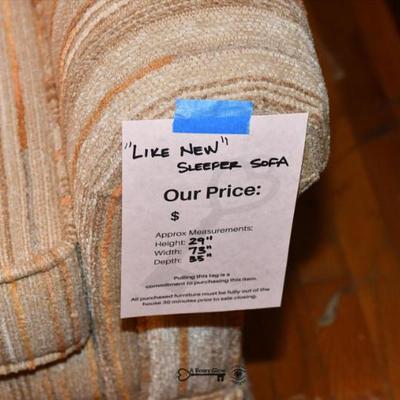 "LIKE NEW"
SLEEPER SOFA
Our Price:
$
Approx Measurements:
Height: 29"
Width: 73"
Depth: 35"
Pulling this tag is a
commitment to purchasing this item.
All purchased furniture must be fully out of the
house 30 minutes prior to sale closing.